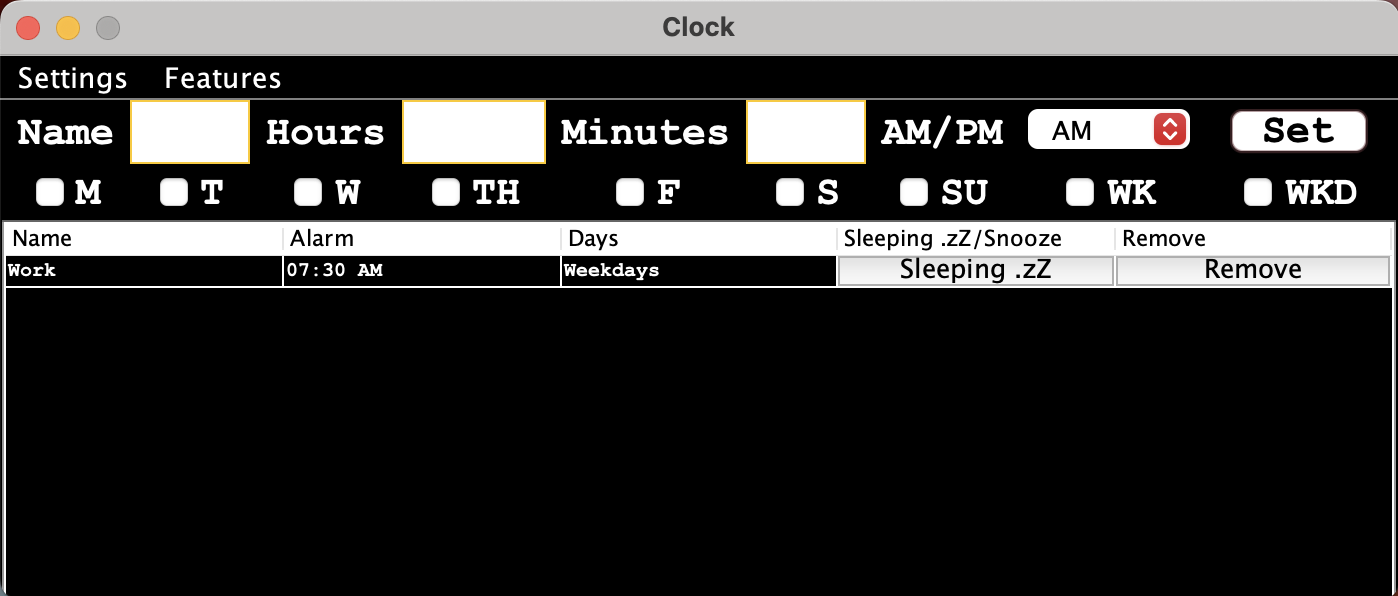 Clock
Settings Features
Name Hours Minutes AM/PM AM Set
M T W TH F S SU WK WKD
Name Alarm Days Sleeping .zZ/Snooze Remove
Work 07:30 AM Weekdays Sleeping .zZ Remove